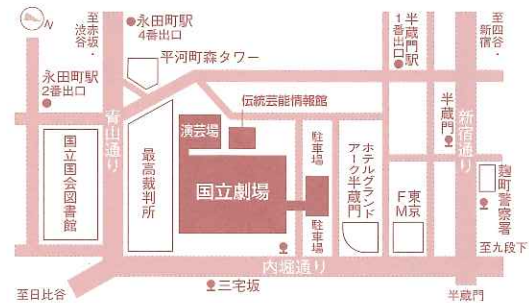 N
至赤坂・渋谷
永田町駅
4番出口
平河町森タワー
半蔵門駅
1番出口
至四谷・新宿
永田町駅
2番出口
青山通り
伝統芸能情報館
演芸場
半蔵門
新宿通り
国立国会図書館
最高裁判所
国立劇場
駐車場
駐車場
ホテルグランド
アーク半蔵門
東京
FM
麹町警察署
至九段下
内堀通り
至日比谷
三宅坂
半蔵門